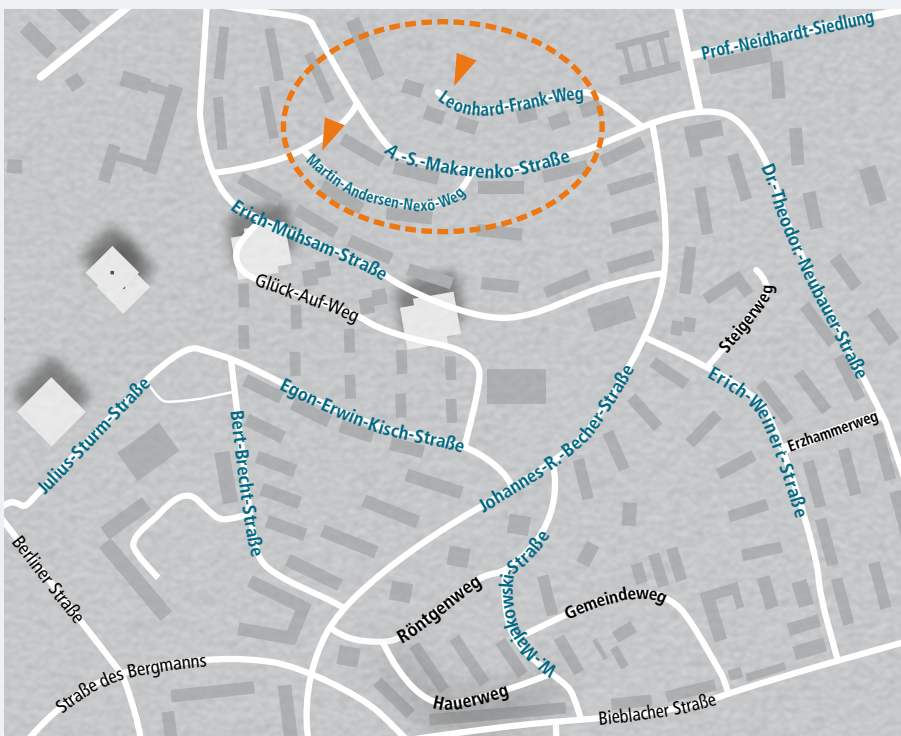 Prof.-Neidhardt-Siedlung
Leonhard-Frank-Weg
A.-S.-Makarenko-Straße
Martin-Andersen-Nexö-Weg
Dr.-Theodor.-Neubauer-Straße
Erich-Mühsam-Straße
Glück-Auf-Weg
Steigerweg
Julius-Sturm-Straße
Egon-Erwin-Kisch-Straße
Johannes-R.-Becher-Straße
Erich-Weinert-Straße
Erzhammerweg
Bert-Brecht-Straße
Berliner Straße
Röntgenweg
W.-Majakowski-Straße
Gemeindeweg
Straße des Bergmanns
Hauerweg
Bieblacher Straße